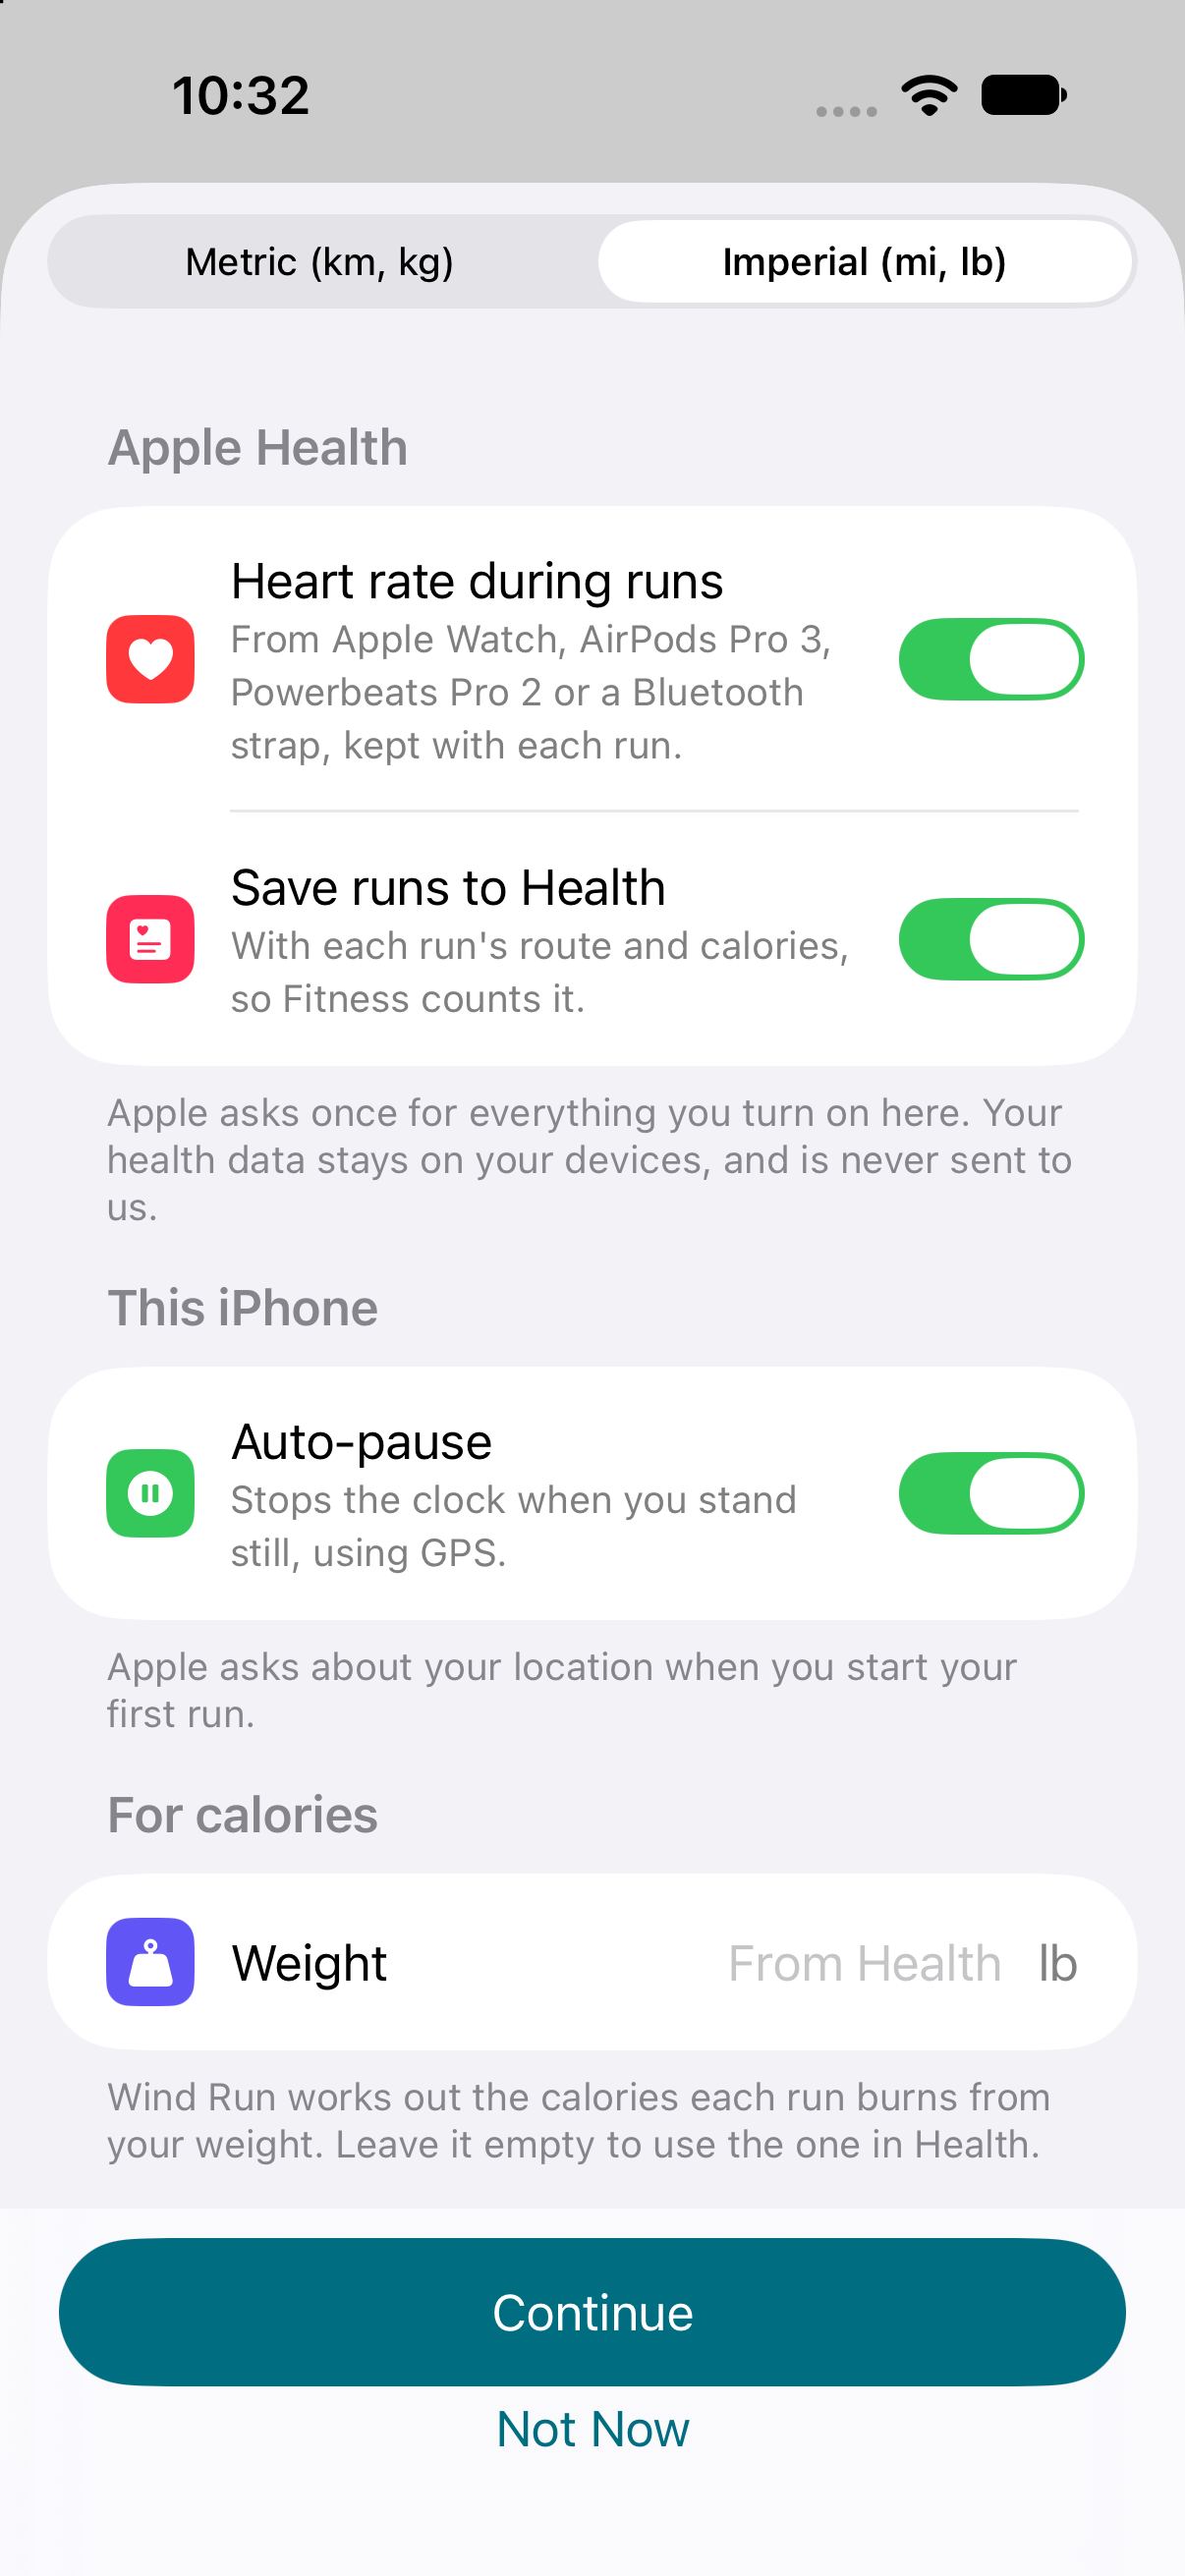 10:32
Metric (km, kg)
Imperial (mi, lb)
Apple Health
Heart rate during runs
From Apple Watch, AirPods Pro 3,
Powerbeats Pro 2 or a Bluetooth
strap, kept with each run.
Save runs to Health
With each run's route and calories,
so Fitness counts it.
Apple asks once for everything you turn on here. Your
health data stays on your devices, and is never sent to
us.
This iPhone
Auto-pause
Stops the clock when you stand
still, using GPS.
Apple asks about your location when you start your
first run.
For calories
Weight
From Health
lb
Wind Run works out the calories each run burns from
your weight. Leave it empty to use the one in Health.
Continue
Not Now